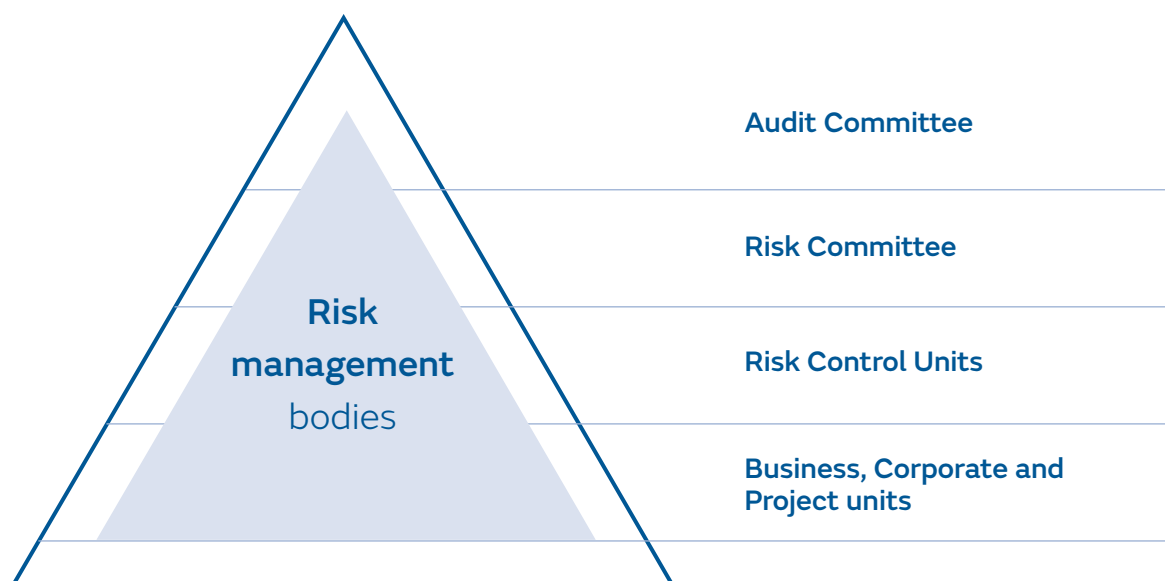 Audit Committee
Risk Committee
Risk
management
bodies
Risk Control Units
Business, Corporate and
Project units